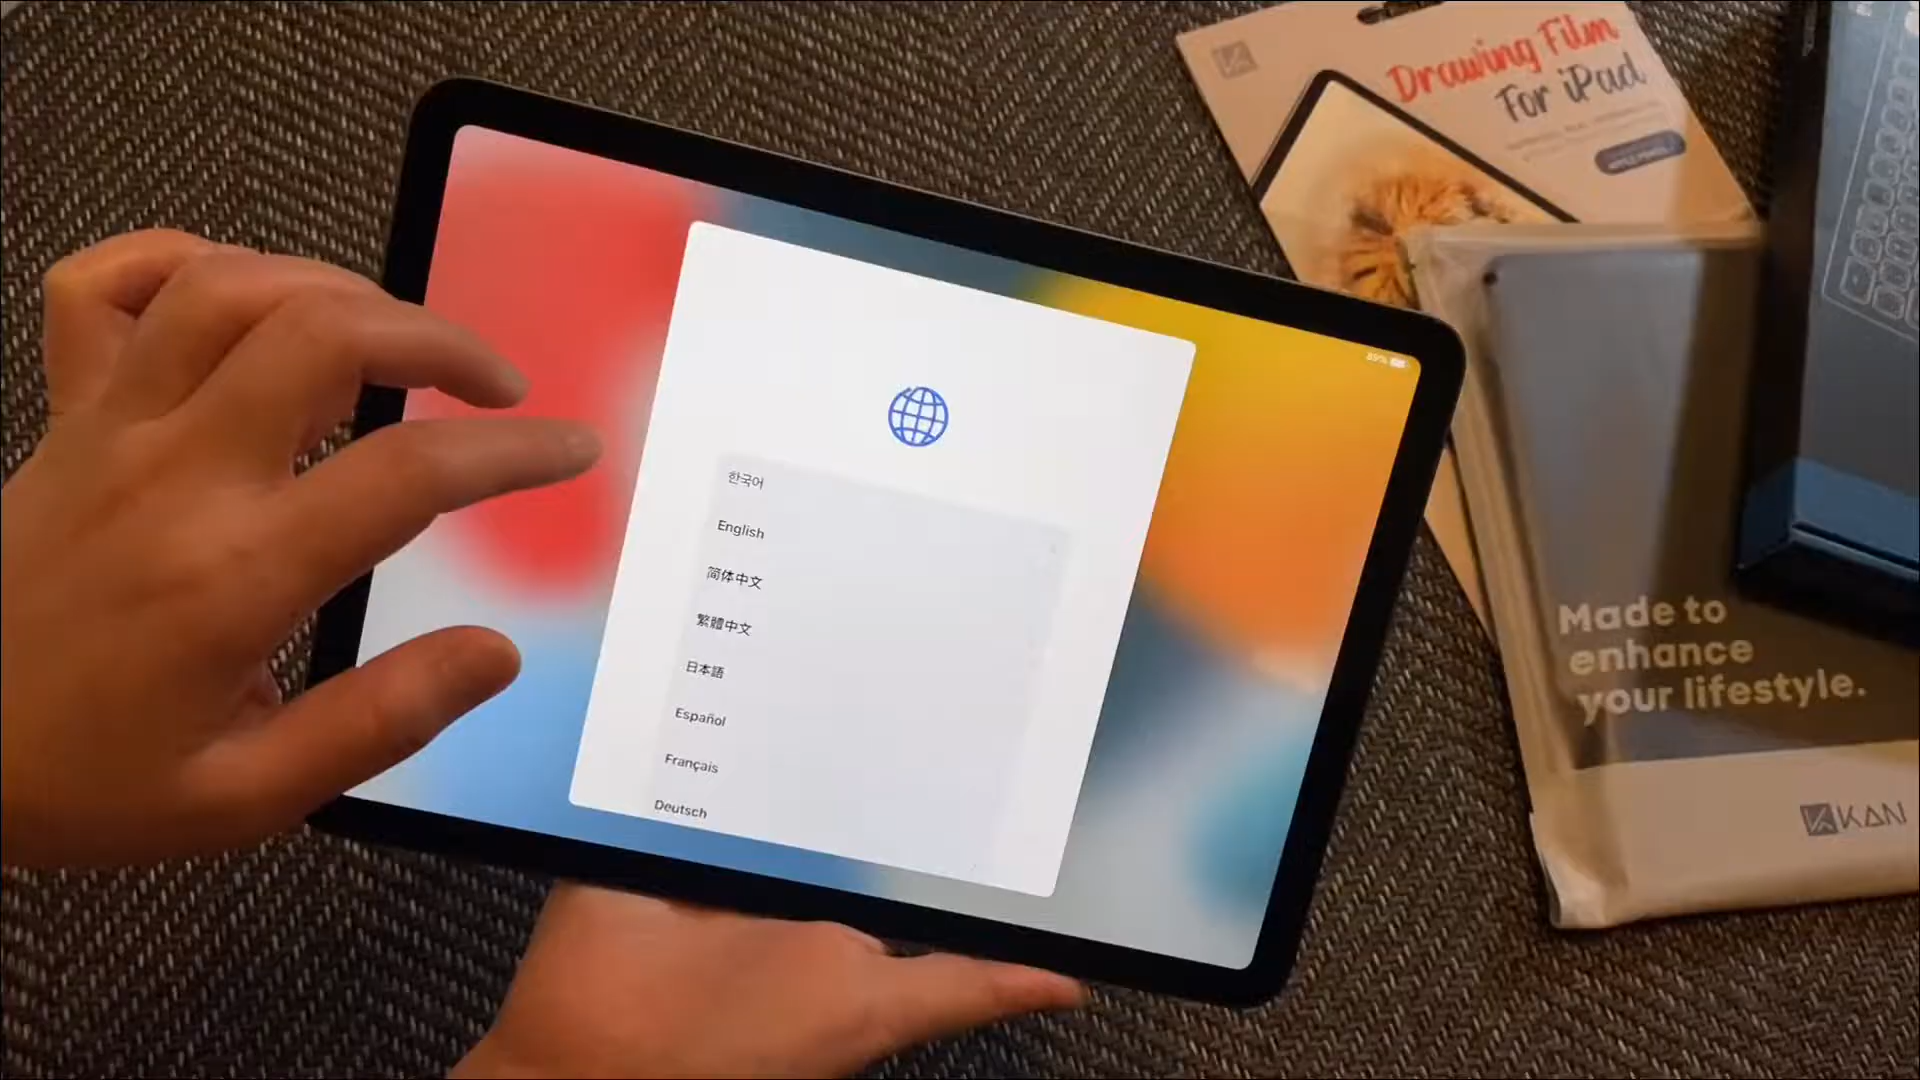 Drawing Film
For iPad
89%
한국어
English
简体中文
繁體中文
日本語
Español
Français
Deutsch
Made to
enhance
your lifestyle.
KAN